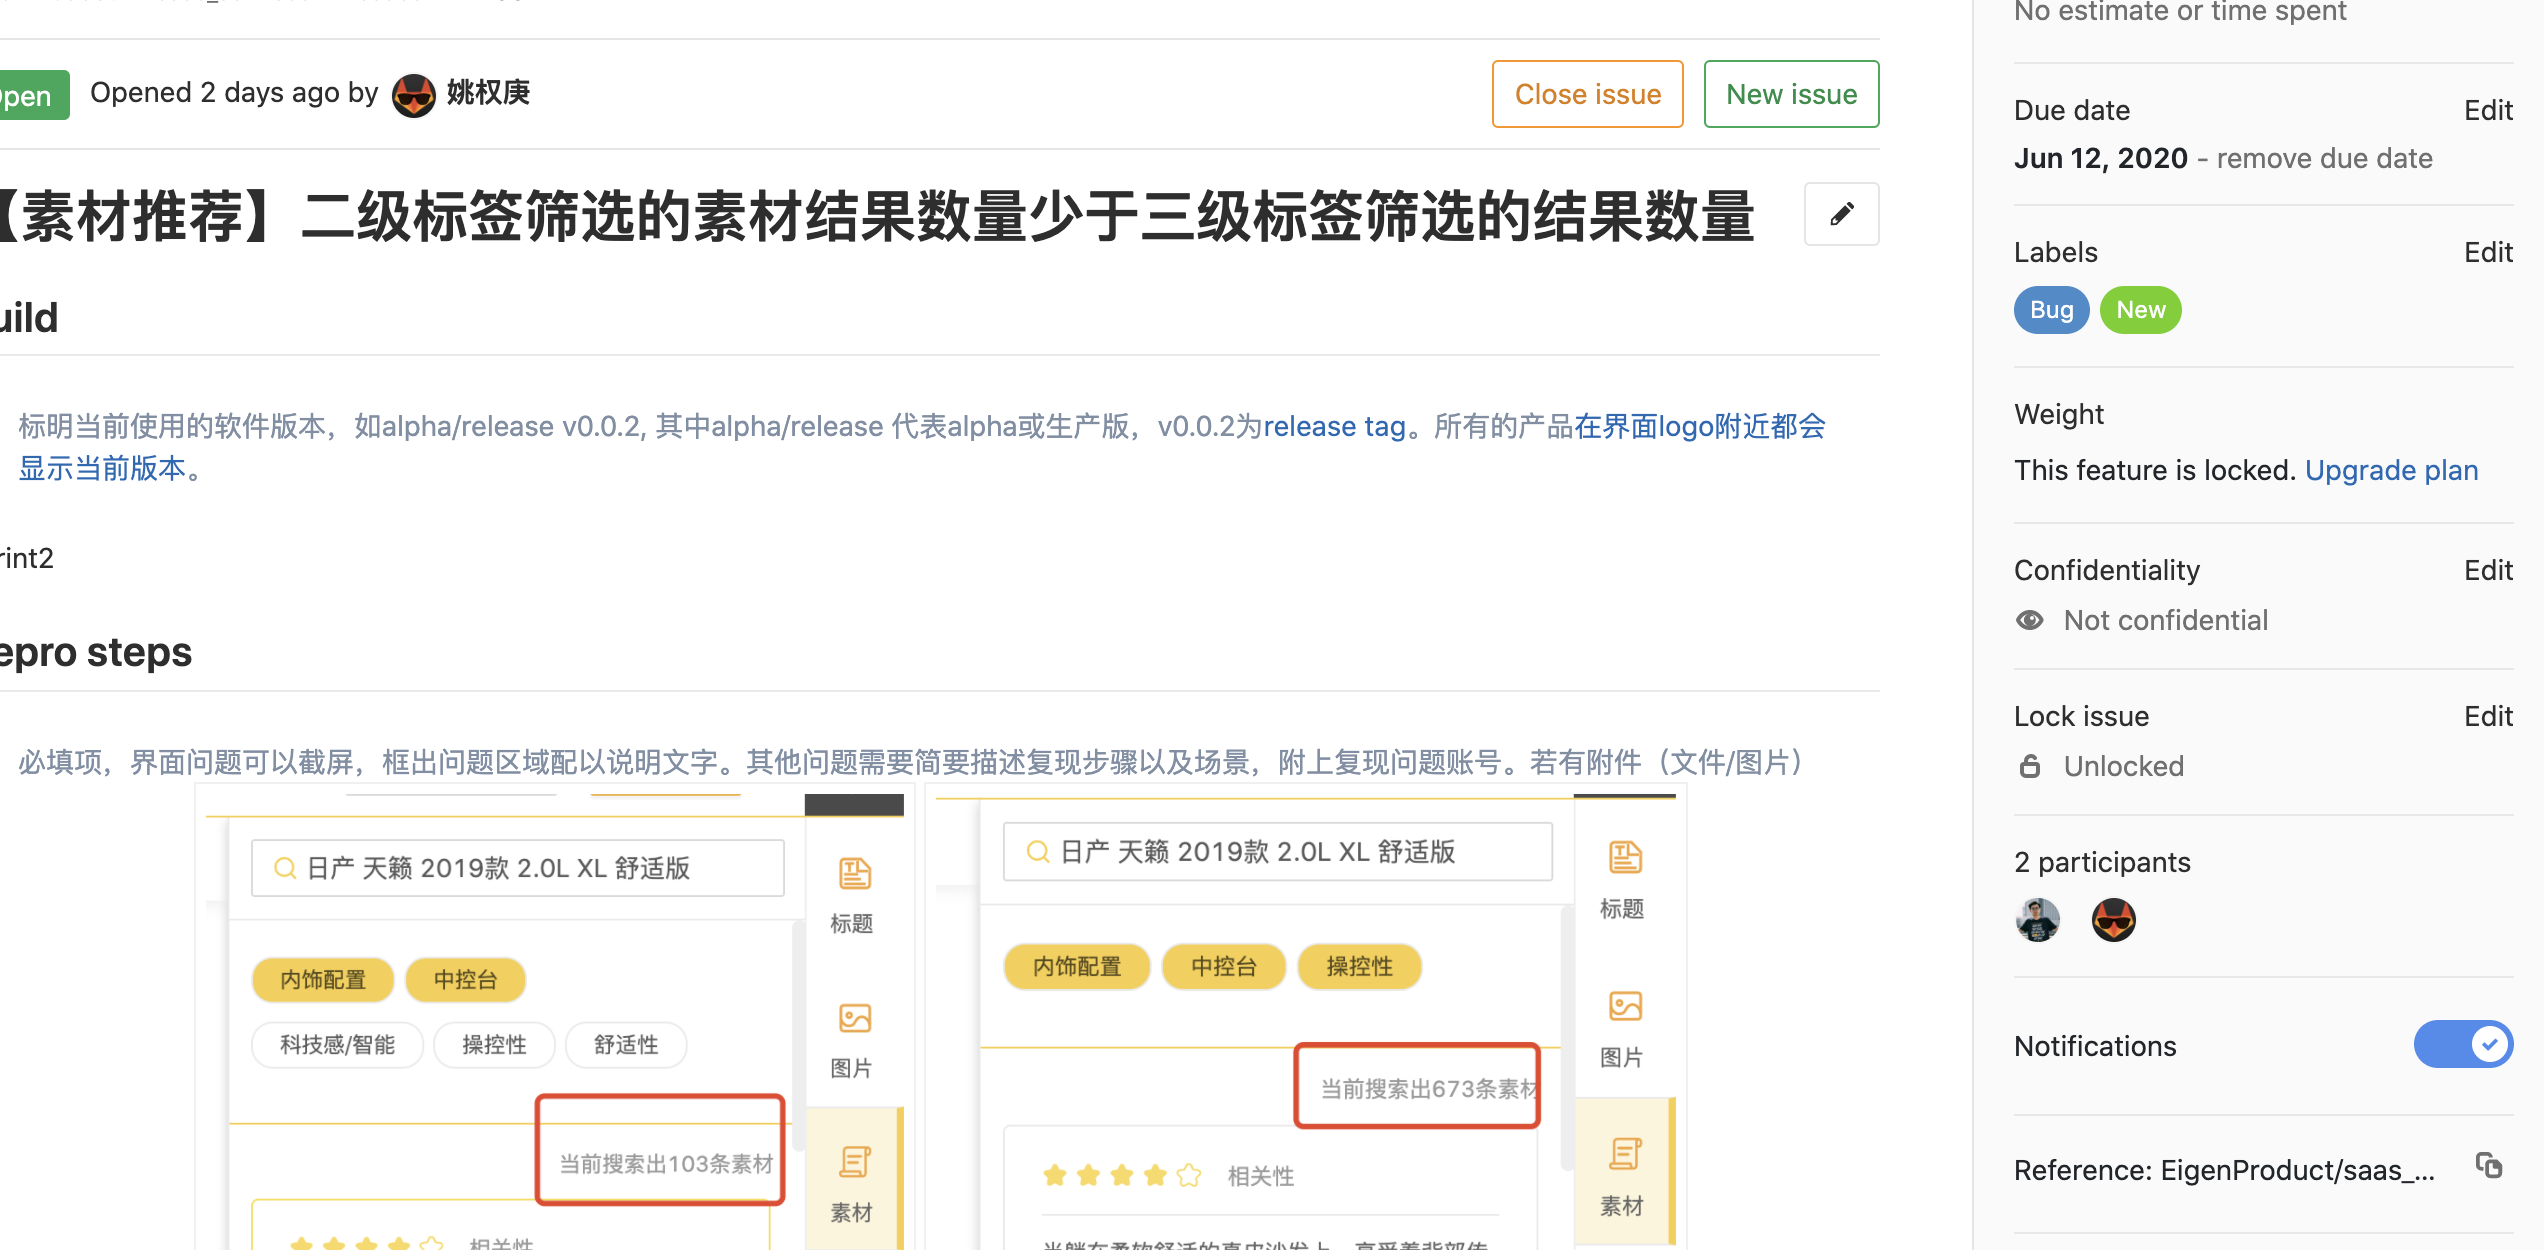 Opened 2 days ago by 姚权庚
Close issue
New issue
【素材推荐】二级标签筛选的素材结果数量少于三级标签筛选的结果数量
标明当前使用的软件版本，如alpha/release v0.0.2, 其中alpha/release 代表alpha或生产版，v0.0.2为release tag。所有的产品在界面logo附近都会
显示当前版本。
rint2
epro steps
必填项，界面问题可以截屏，框出问题区域配以说明文字。其他问题需要简要描述复现步骤以及场景，附上复现问题账号。若有附件（文件/图片）
日产 天籁 2019款 2.0L XL 舒适版
内饰配置
中控台
科技感/智能
操控性
舒适性
当前搜索出103条素材
相关性
标题
图片
素材
日产 天籁 2019款 2.0L XL 舒适版
内饰配置
中控台
操控性
当前搜索出673条素材
相关性
标题
图片
素材
No estimate or time spent
Due date
Edit
Jun 12, 2020 - remove due date
Labels
Edit
Bug
New
Weight
This feature is locked. Upgrade plan
Confidentiality
Edit
Not confidential
Lock issue
Edit
Unlocked
2 participants
Notifications
Reference: EigenProduct/saas_...